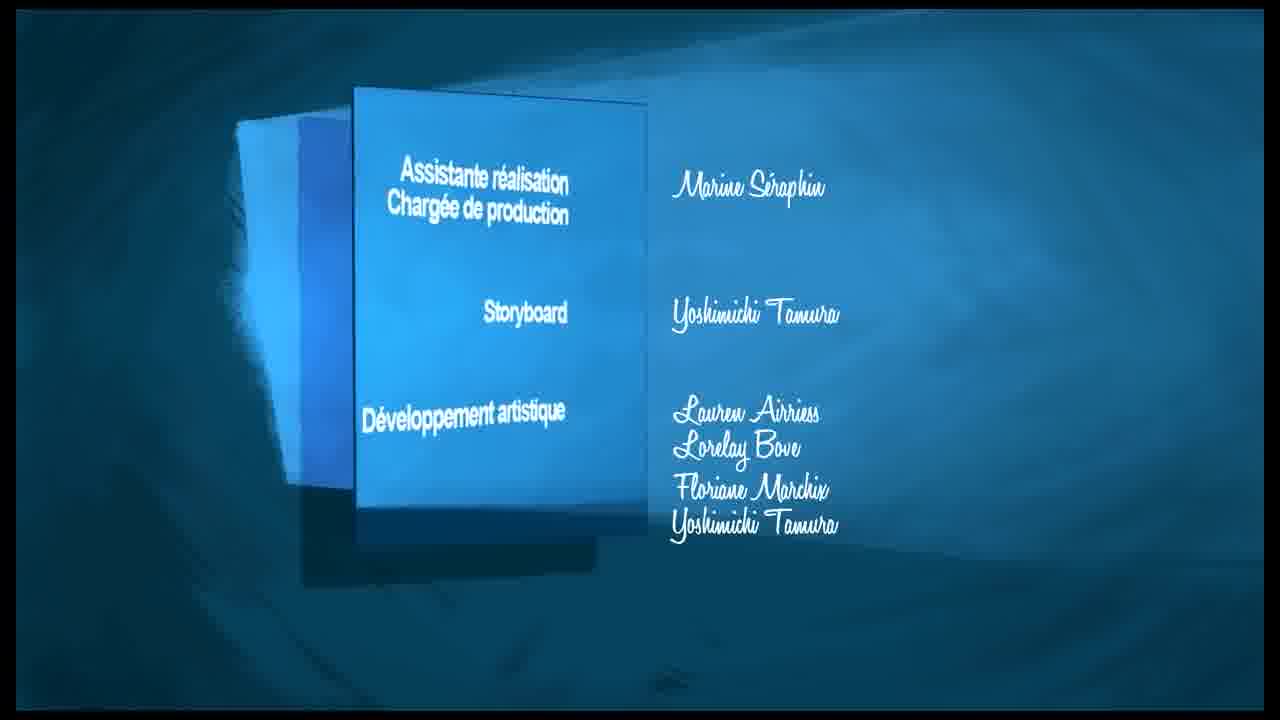 Assistante réalisation
Chargée de production
Marine Séraphin
Storyboard
Yoshimichi Tamura
Développement artistique
Lauren Airriess
Lorelay Bove
Floriane Marchix
Yoshimichi Tamura